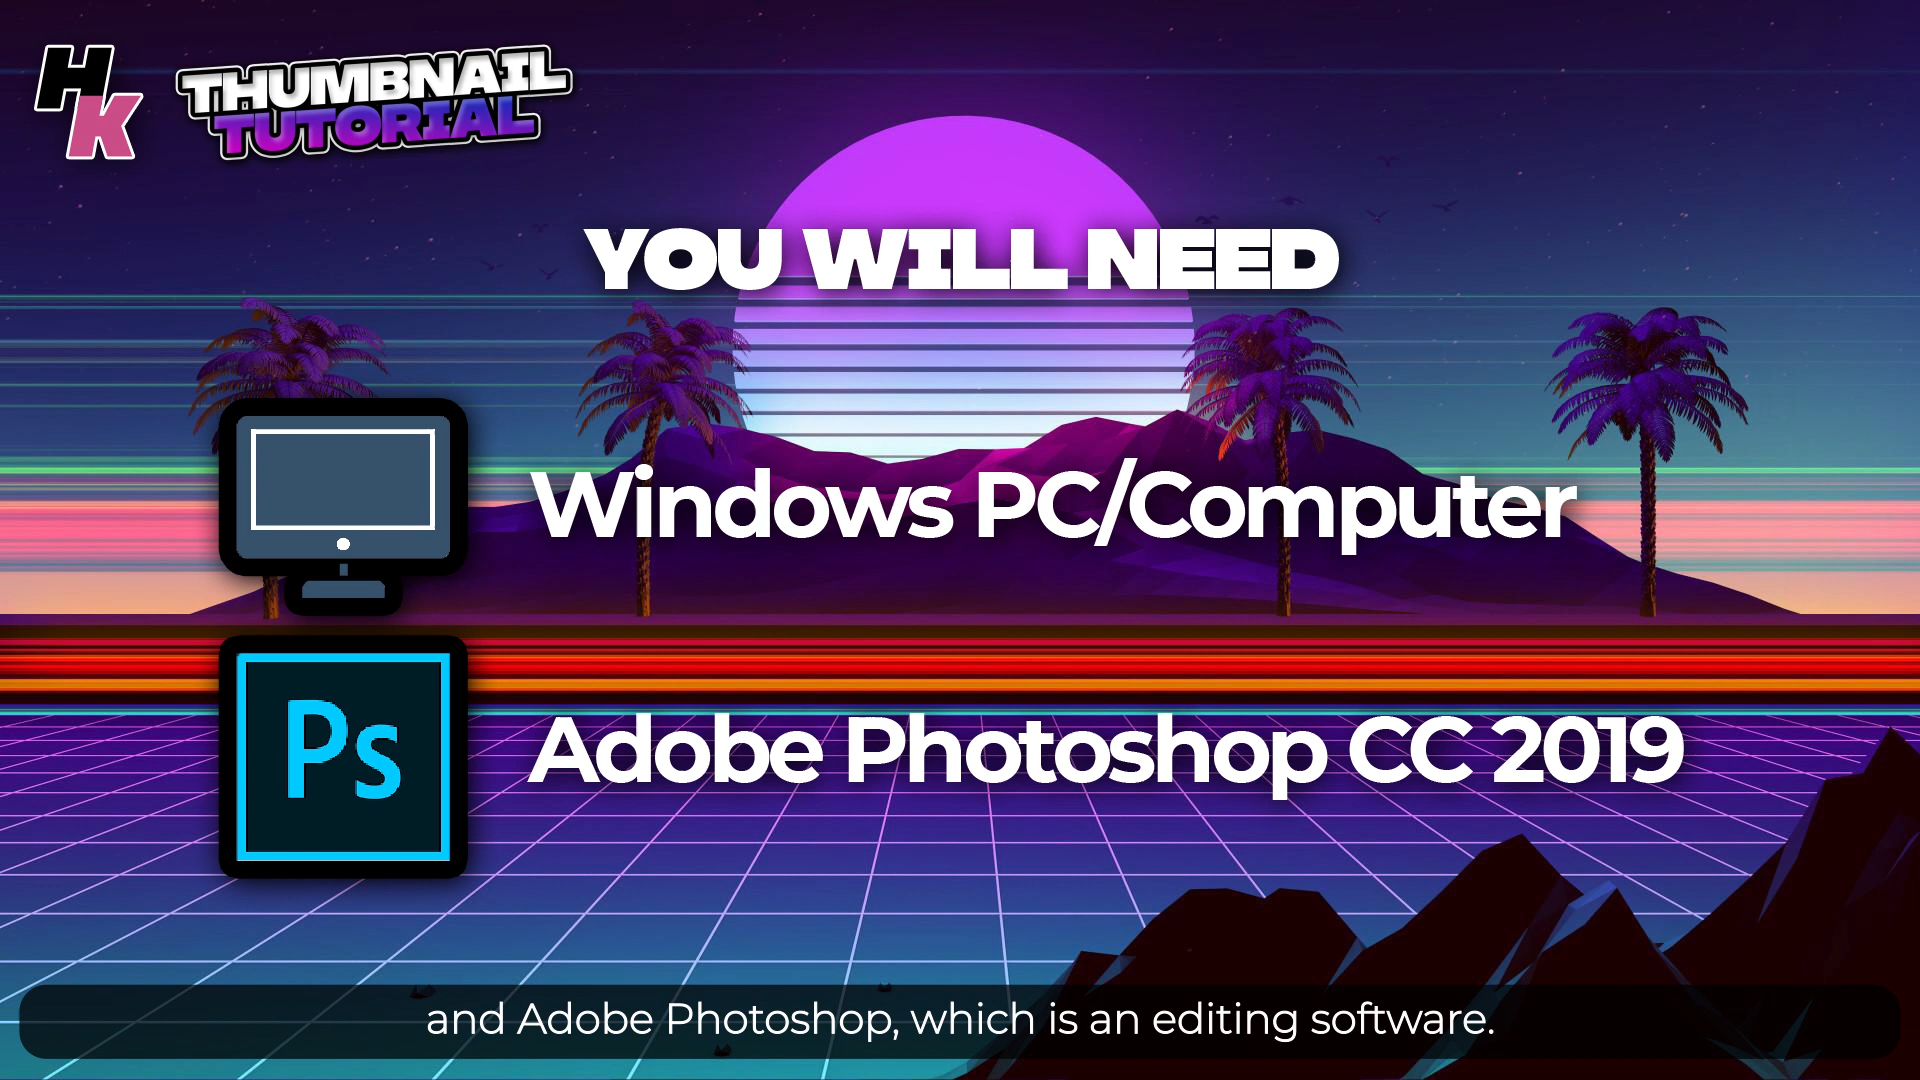 HK
THUMBNAIL
TUTORIAL
YOU WILL NEED
Windows PC/Computer
Ps
Adobe Photoshop CC 2019
and Adobe Photoshop, which is an editing software.